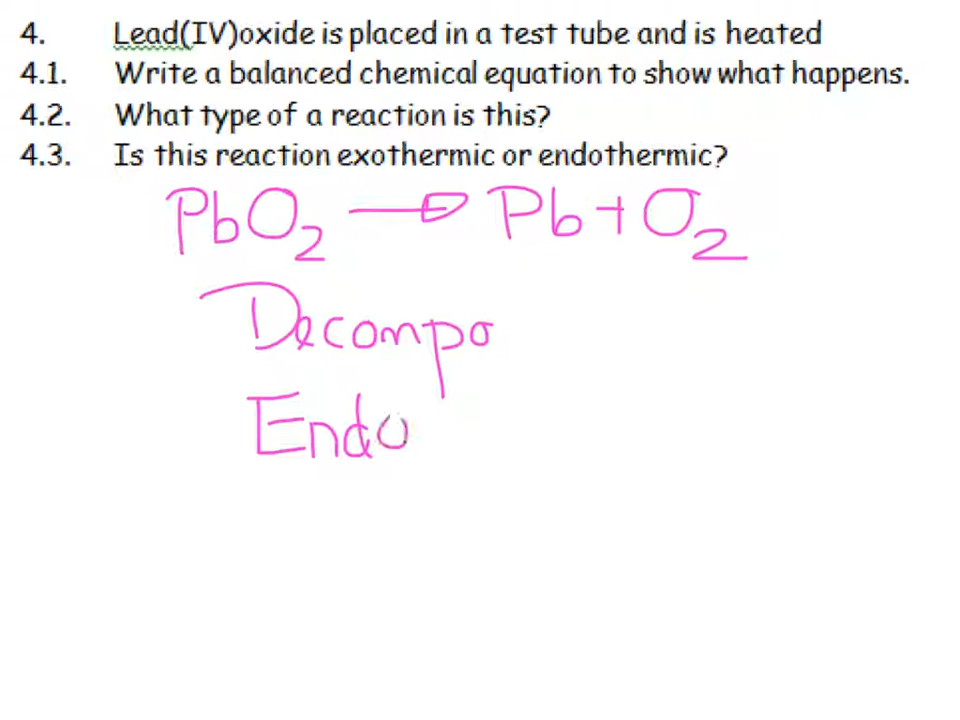 4. Lead(IV)oxide is placed in a test tube and is heated
4.1. Write a balanced chemical equation to show what happens.
4.2. What type of a reaction is this?
4.3. Is this reaction exothermic or endothermic?
PbO₂ → Pb + O₂
Decompo
Endo